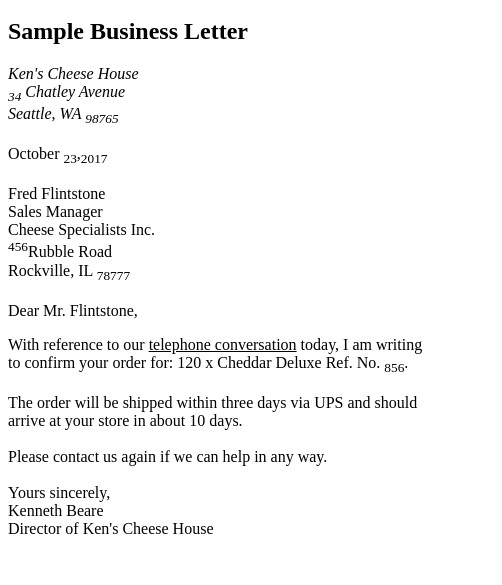 Sample Business Letter
Ken's Cheese House
34 Chatley Avenue
Seattle, WA 98765
October 23,2017
Fred Flintstone
Sales Manager
Cheese Specialists Inc.
456Rubble Road
Rockville, IL 78777
Dear Mr. Flintstone,
With reference to our telephone conversation today, I am writing
to confirm your order for: 120 x Cheddar Deluxe Ref. No. 856.
The order will be shipped within three days via UPS and should
arrive at your store in about 10 days.
Please contact us again if we can help in any way.
Yours sincerely,
Kenneth Beare
Director of Ken's Cheese House